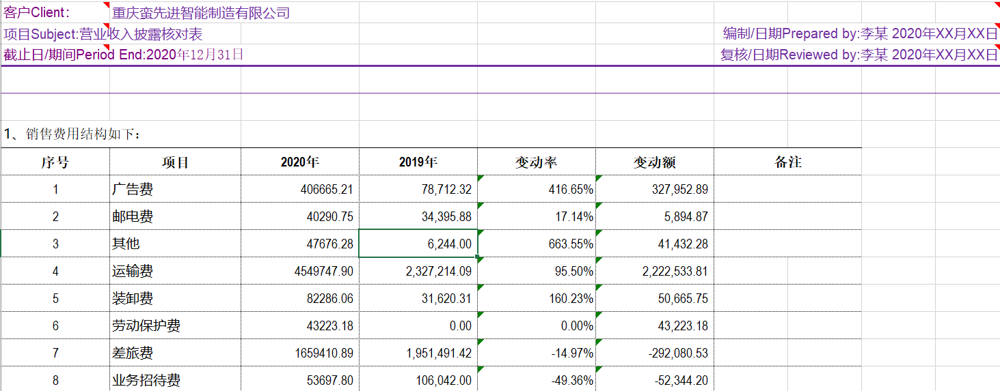 客户Client： 重庆蛮先进智能制造有限公司
项目Subject:营业收入披露核对表 编制/日期Prepared by:李某 2020年XX月XX日
截止日/期间Period End:2020年12月31日 复核/日期Reviewed by:李某 2020年XX月XX日
1、销售费用结构如下：
序号 项目 2020年 2019年 变动率 变动额 备注
1 广告费 406665.21 78,712.32 416.65% 327,952.89
2 邮电费 40290.75 34,395.88 17.14% 5,894.87
3 其他 47676.28 6,244.00 663.55% 41,432.28
4 运输费 4549747.90 2,327,214.09 95.50% 2,222,533.81
5 装卸费 82286.06 31,620.31 160.23% 50,665.75
6 劳动保护费 43223.18 0.00 0.00% 43,223.18
7 差旅费 1659410.89 1,951,491.42 -14.97% -292,080.53
8 业务招待费 53697.80 106,042.00 -49.36% -52,344.20